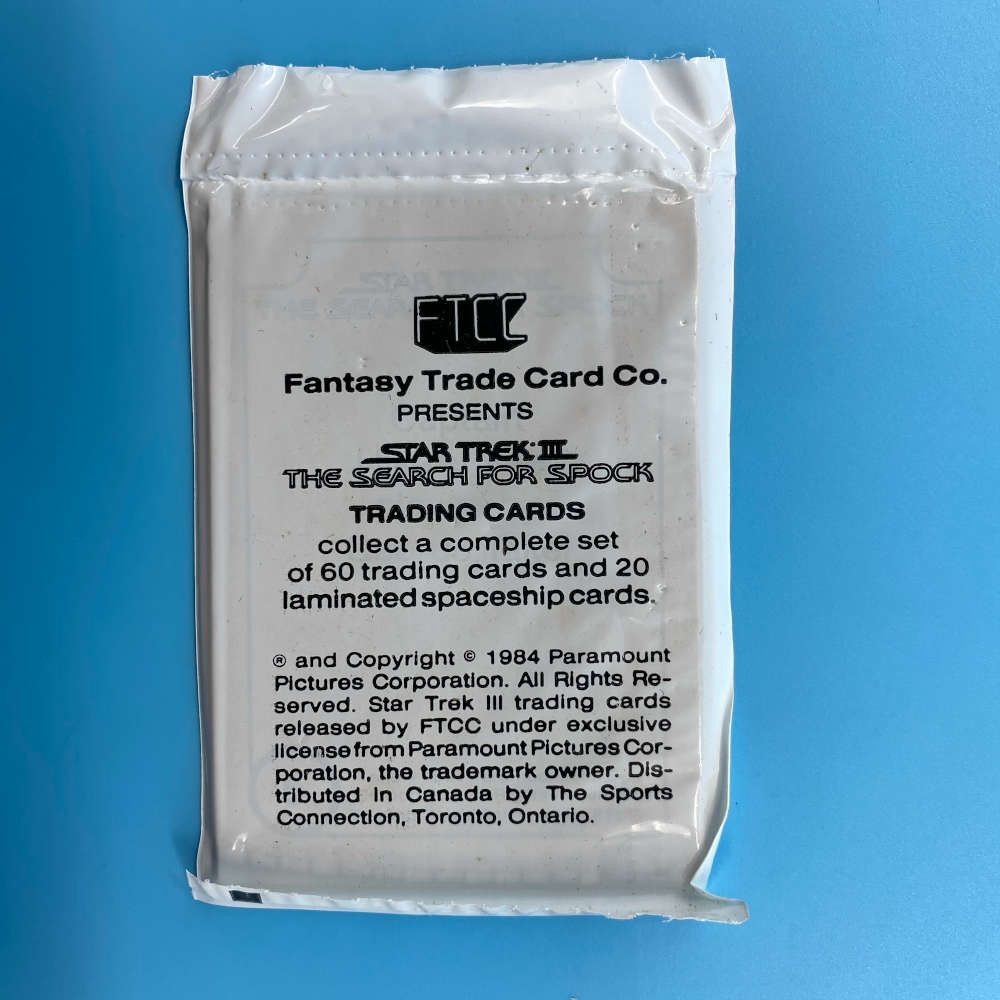 FTCC
Fantasy Trade Card Co.
PRESENTS
STAR TREK III
THE SEARCH FOR SPOCK
TRADING CARDS
collect a complete set
of 60 trading cards and 20
laminated spaceship cards.
® and Copyright © 1984 Paramount
Pictures Corporation. All Rights Re-
served. Star Trek III trading cards
released by FTCC under exclusive
license from Paramount Pictures Cor-
poration, the trademark owner. Dis-
tributed in Canada by The Sports
Connection, Toronto, Ontario.